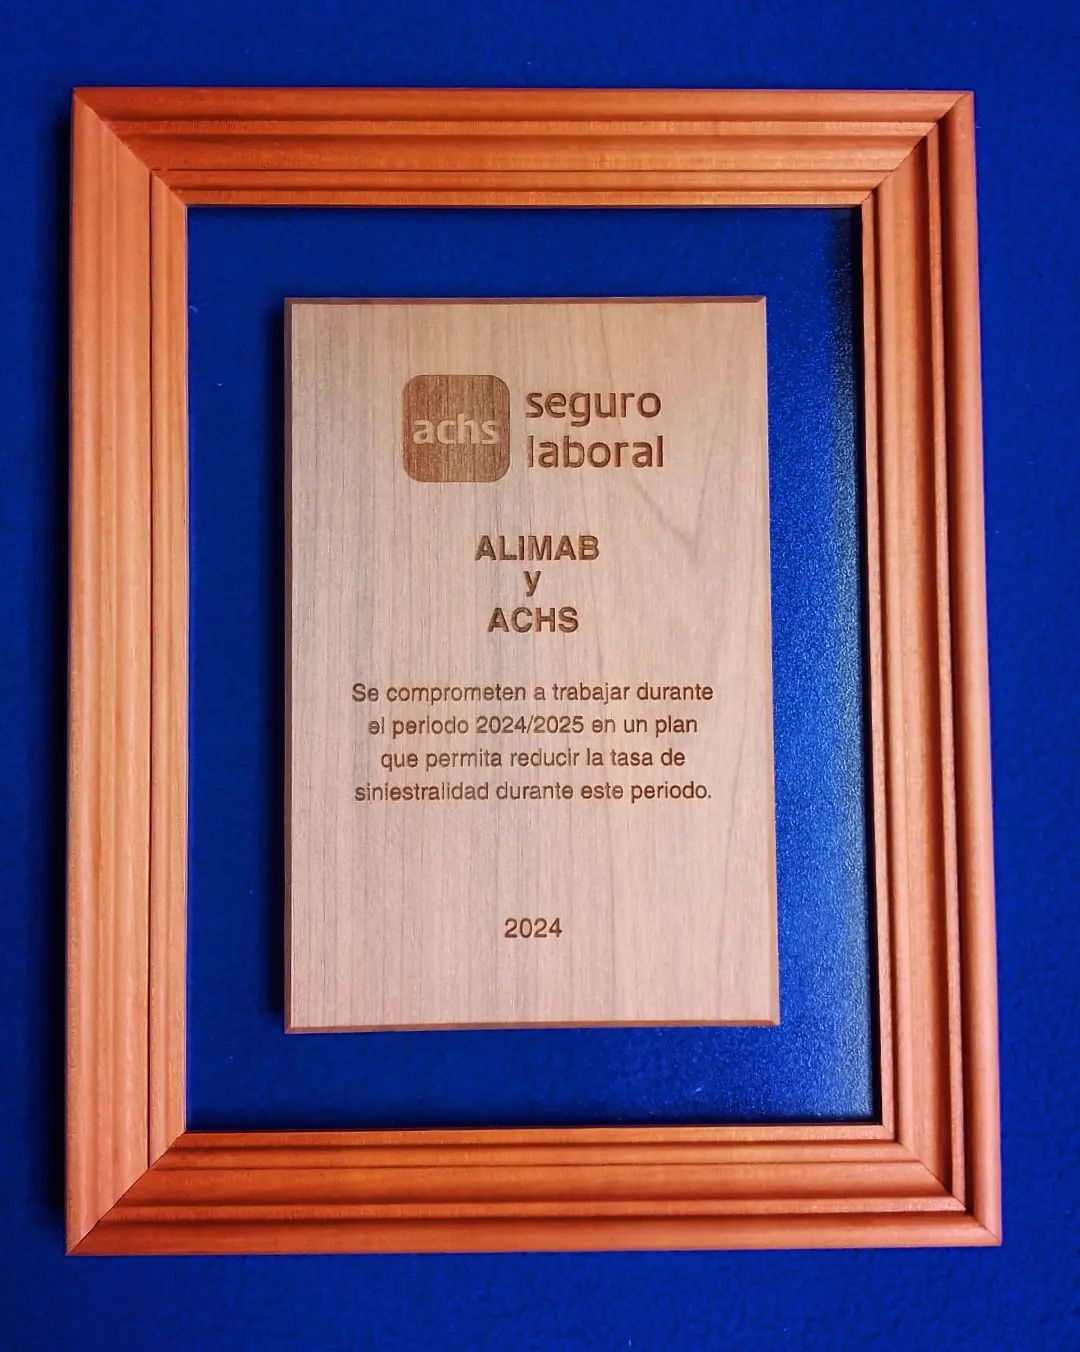 achs
seguro
laboral
ALIMAB
y
ACHS
Se comprometen a trabajar durante
el periodo 2024/2025 en un plan
que permita reducir la tasa de
siniestralidad durante este periodo.
2024